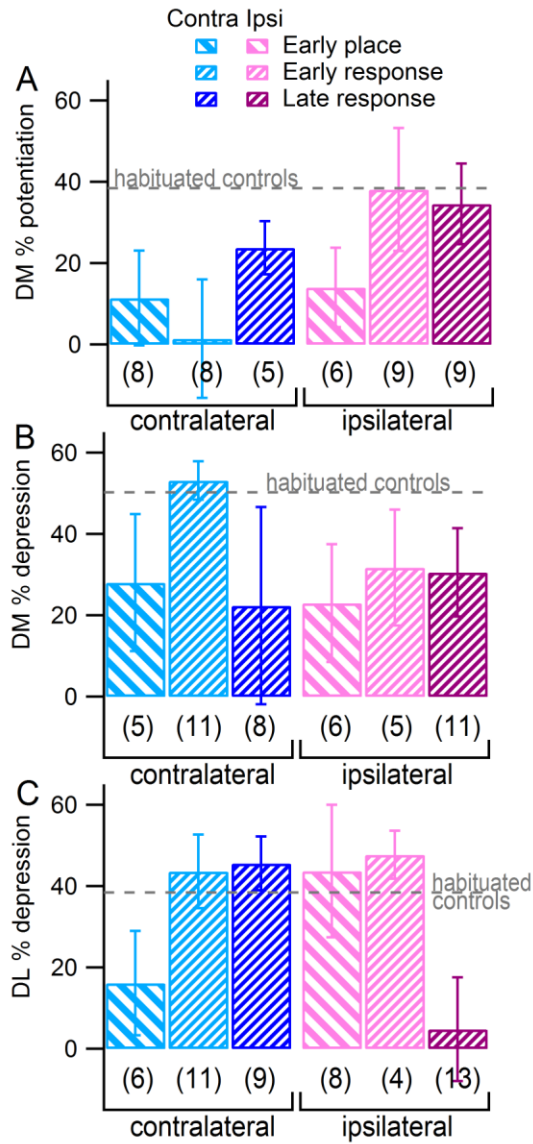 Contra Ipsi
Early place
Early response
Late response
A
DM % potentiation
60
40
20
0
habituated controls
(8) (8) (5) (6) (9) (9)
contralateral ipsilateral
B
DM % depression
60
40
20
0
habituated controls
(5) (11) (8) (6) (5) (11)
contralateral ipsilateral
C
DL % depression
60
40
20
0
habituated
controls
(6) (11) (9) (8) (4) (13)
contralateral ipsilateral